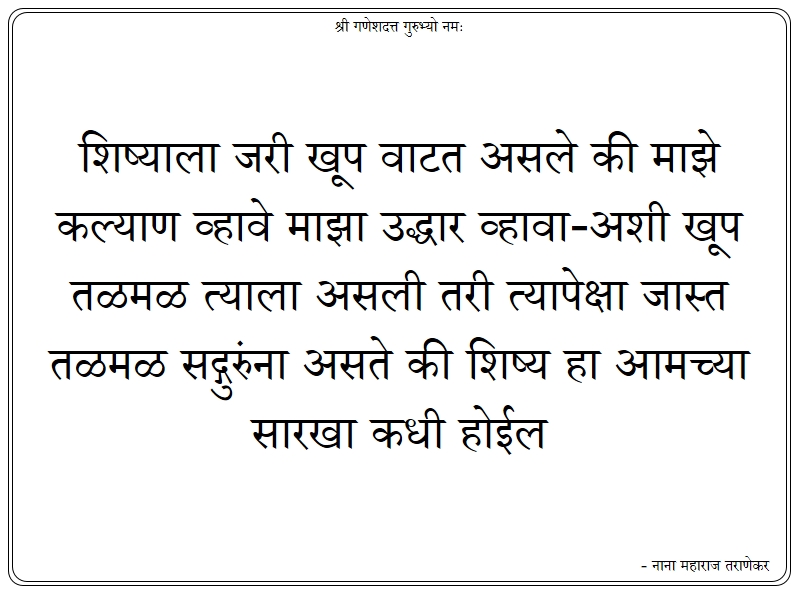 श्री गणेशदत्त गुरुभ्यो नमः
शिष्याला जरी खूप वाटत असले की माझे
कल्याण व्हावे माझा उद्धार व्हावा-अशी खूप
तळमळ त्याला असली तरी त्यापेक्षा जास्त
तळमळ सद्गुरुंना असते की शिष्य हा आमच्या
सारखा कधी होईल
- नाना महाराज तराणेकर